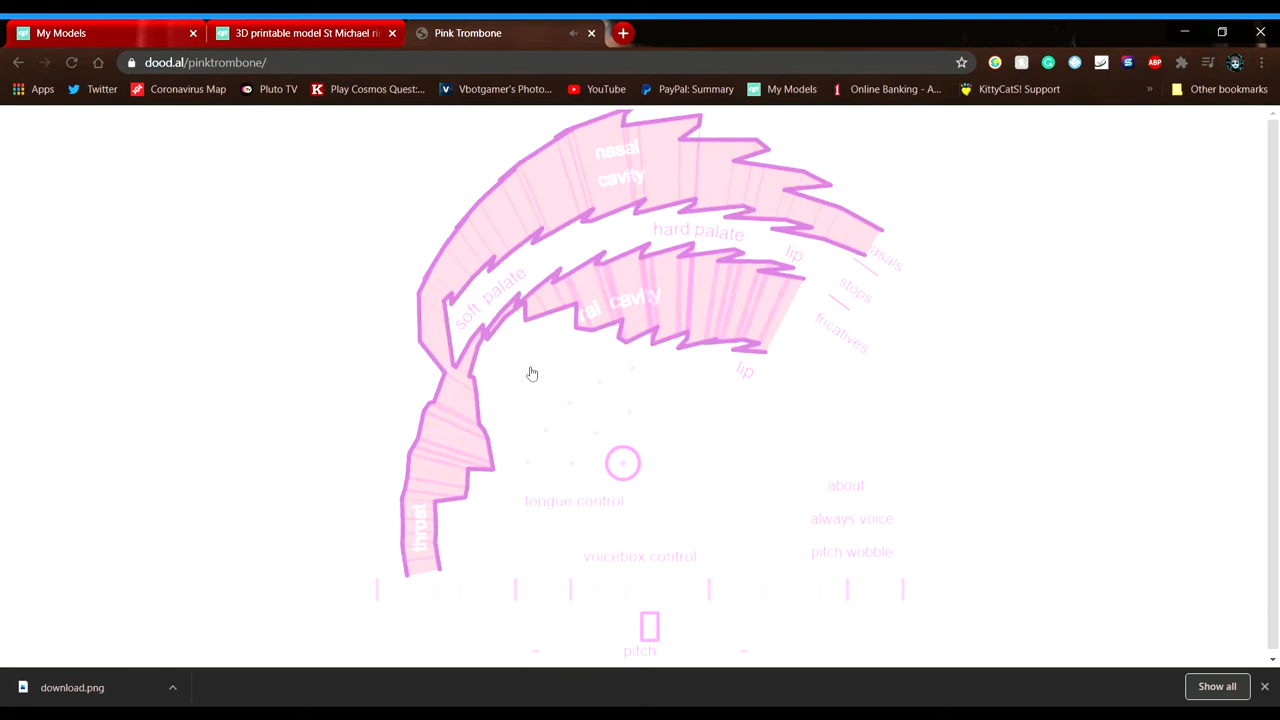 My Models
3D printable model St Michael ri
Pink Trombone
dood.al/pinktrombone/
Apps
Twitter
Coronavirus Map
Pluto TV
Play Cosmos Quest:...
Vbotgamer's Photo...
YouTube
PayPal: Summary
My Models
Online Banking - A...
KittyCatS! Support
»
Other bookmarks
ABP
nasal
cavity
hard palate
lip
asals
soft palate
stops
al cavity
fricatives
lip
throat
tongue control
about
always voice
voicebox control
pitch wobble
pitch
download.png
Show all